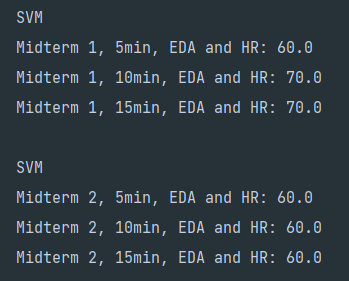 SVM
Midterm 1, 5min, EDA and HR: 60.0
Midterm 1, 10min, EDA and HR: 70.0
Midterm 1, 15min, EDA and HR: 70.0
SVM
Midterm 2, 5min, EDA and HR: 60.0
Midterm 2, 10min, EDA and HR: 60.0
Midterm 2, 15min, EDA and HR: 60.0